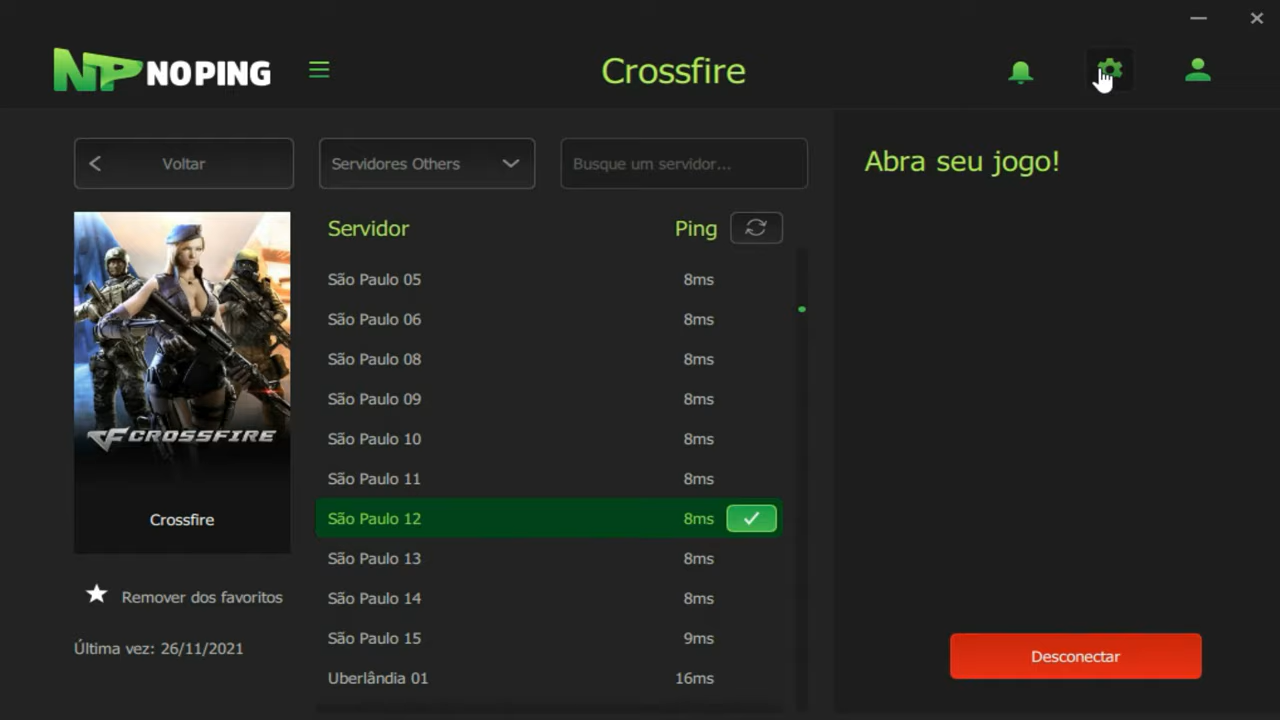 NP NOPING
Crossfire
Voltar
Servidores Others
Busque um servidor...
Abra seu jogo!
CF CROSSFIRE
Crossfire
Remover dos favoritos
Última vez: 26/11/2021
Servidor Ping
São Paulo 05 8ms
São Paulo 06 8ms
São Paulo 08 8ms
São Paulo 09 8ms
São Paulo 10 8ms
São Paulo 11 8ms
São Paulo 12 8ms
São Paulo 13 8ms
São Paulo 14 8ms
São Paulo 15 9ms
Uberlândia 01 16ms
Desconectar